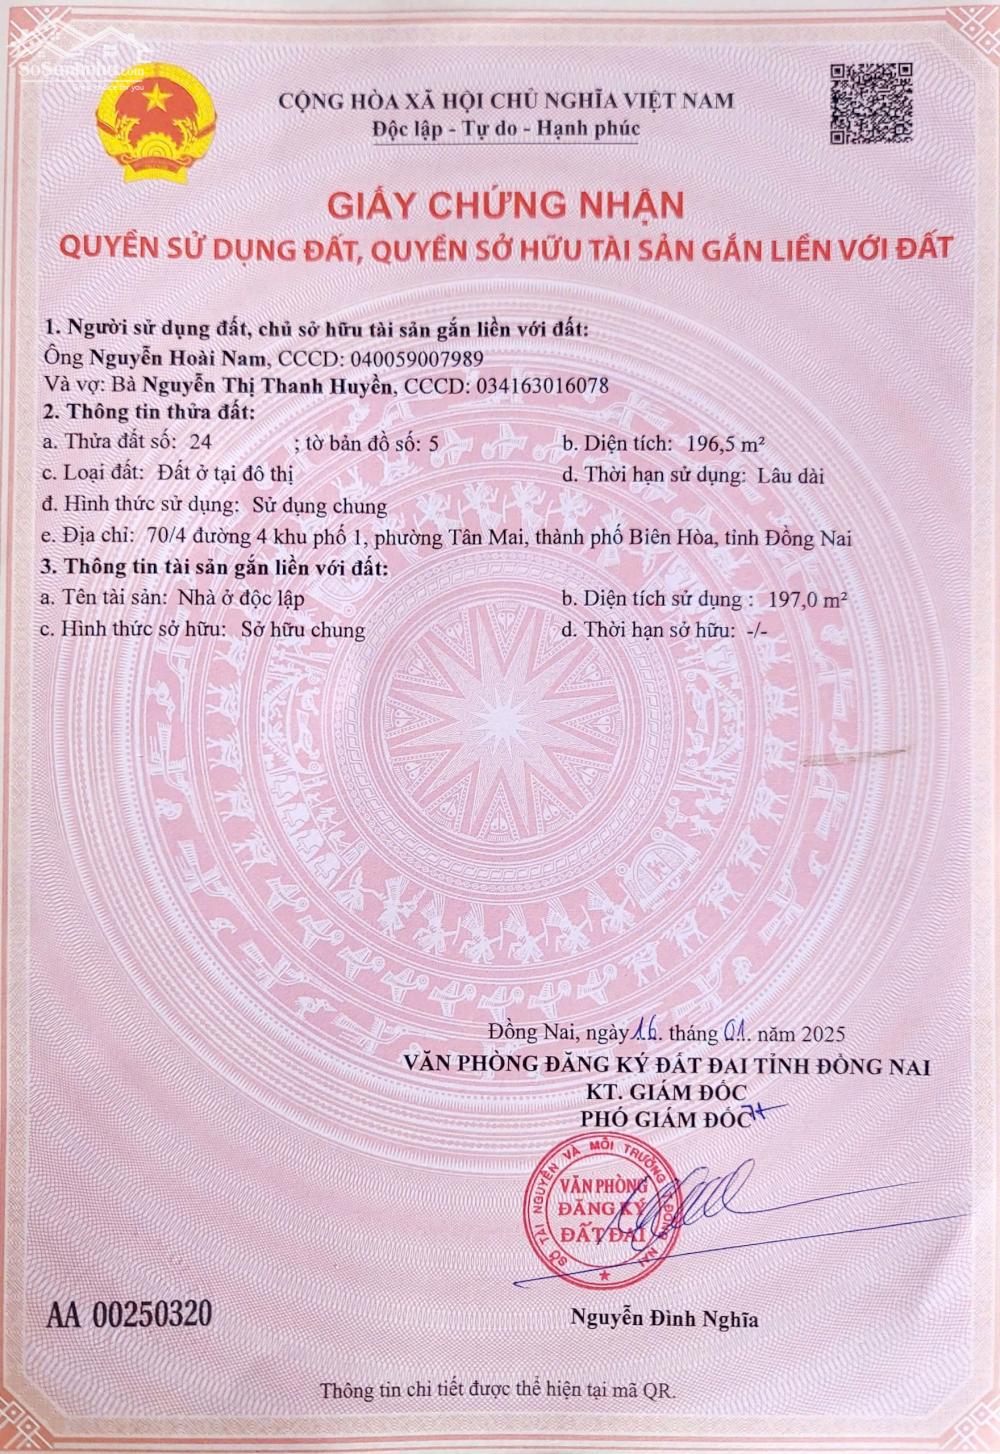 SoSanhnha.com
CỘNG HÒA XÃ HỘI CHỦ NGHĨA VIỆT NAM
Độc lập - Tự do - Hạnh phúc
GIẤY CHỨNG NHẬN
QUYỀN SỬ DỤNG ĐẤT, QUYỀN SỞ HỮU TÀI SẢN GẮN LIỀN VỚI ĐẤT
1. Người sử dụng đất, chủ sở hữu tài sản gắn liền với đất:
Ông Nguyễn Hoài Nam, CCCD: 040059007989
Và vợ: Bà Nguyễn Thị Thanh Huyền, CCCD: 034163016078
2. Thông tin thửa đất:
a. Thửa đất số: 24 ; tờ bản đồ số: 5 b. Diện tích: 196,5 m²
c. Loại đất: Đất ở tại đô thị d. Thời hạn sử dụng: Lâu dài
đ. Hình thức sử dụng: Sử dụng chung
e. Địa chỉ: 70/4 đường 4 khu phố 1, phường Tân Mai, thành phố Biên Hòa, tỉnh Đồng Nai
3. Thông tin tài sản gắn liền với đất:
a. Tên tài sản: Nhà ở độc lập b. Diện tích sử dụng : 197,0 m²
c. Hình thức sở hữu: Sở hữu chung d. Thời hạn sở hữu: -/-
Đồng Nai, ngày 16. tháng 01. năm 2025
VĂN PHÒNG ĐĂNG KÝ ĐẤT ĐAI TỈNH ĐỒNG NAI
KT. GIÁM ĐỐC
PHÓ GIÁM ĐỐC
SỞ TÀI NGUYÊN VÀ MÔI TRƯỜNG T. ĐỒNG NAI
VĂN PHÒNG
ĐĂNG KÝ
ĐẤT ĐAI
AA 00250320
Nguyễn Đình Nghĩa
Thông tin chi tiết được thể hiện tại mã QR.